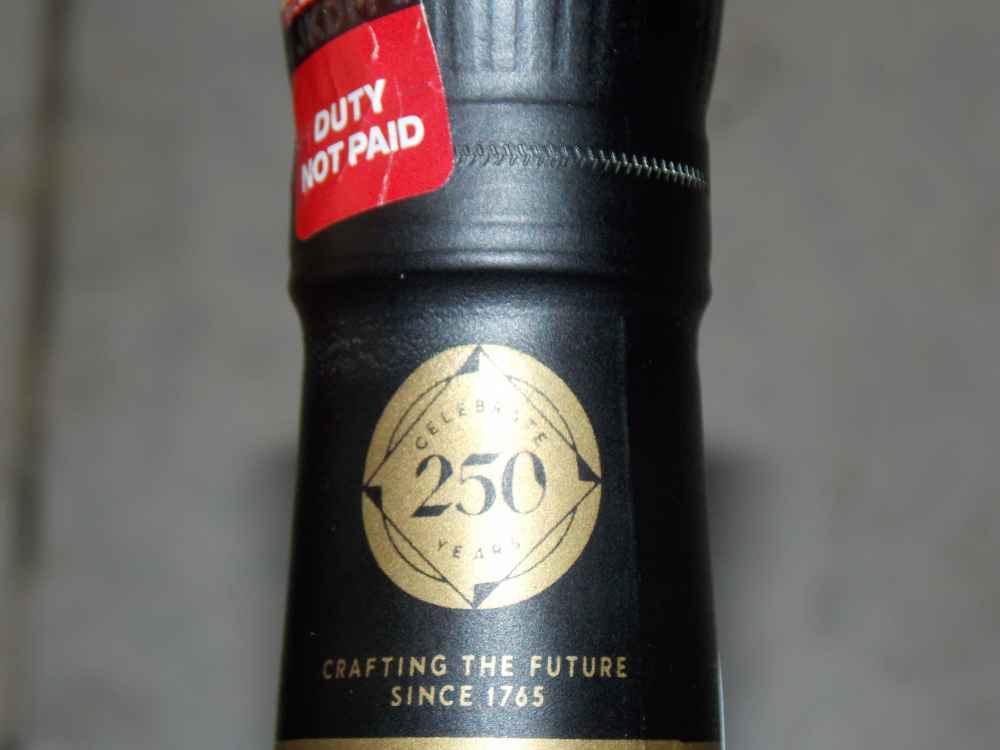 DUTY
NOT PAID
CELEBRATE
250
YEARS
CRAFTING THE FUTURE
SINCE 1765